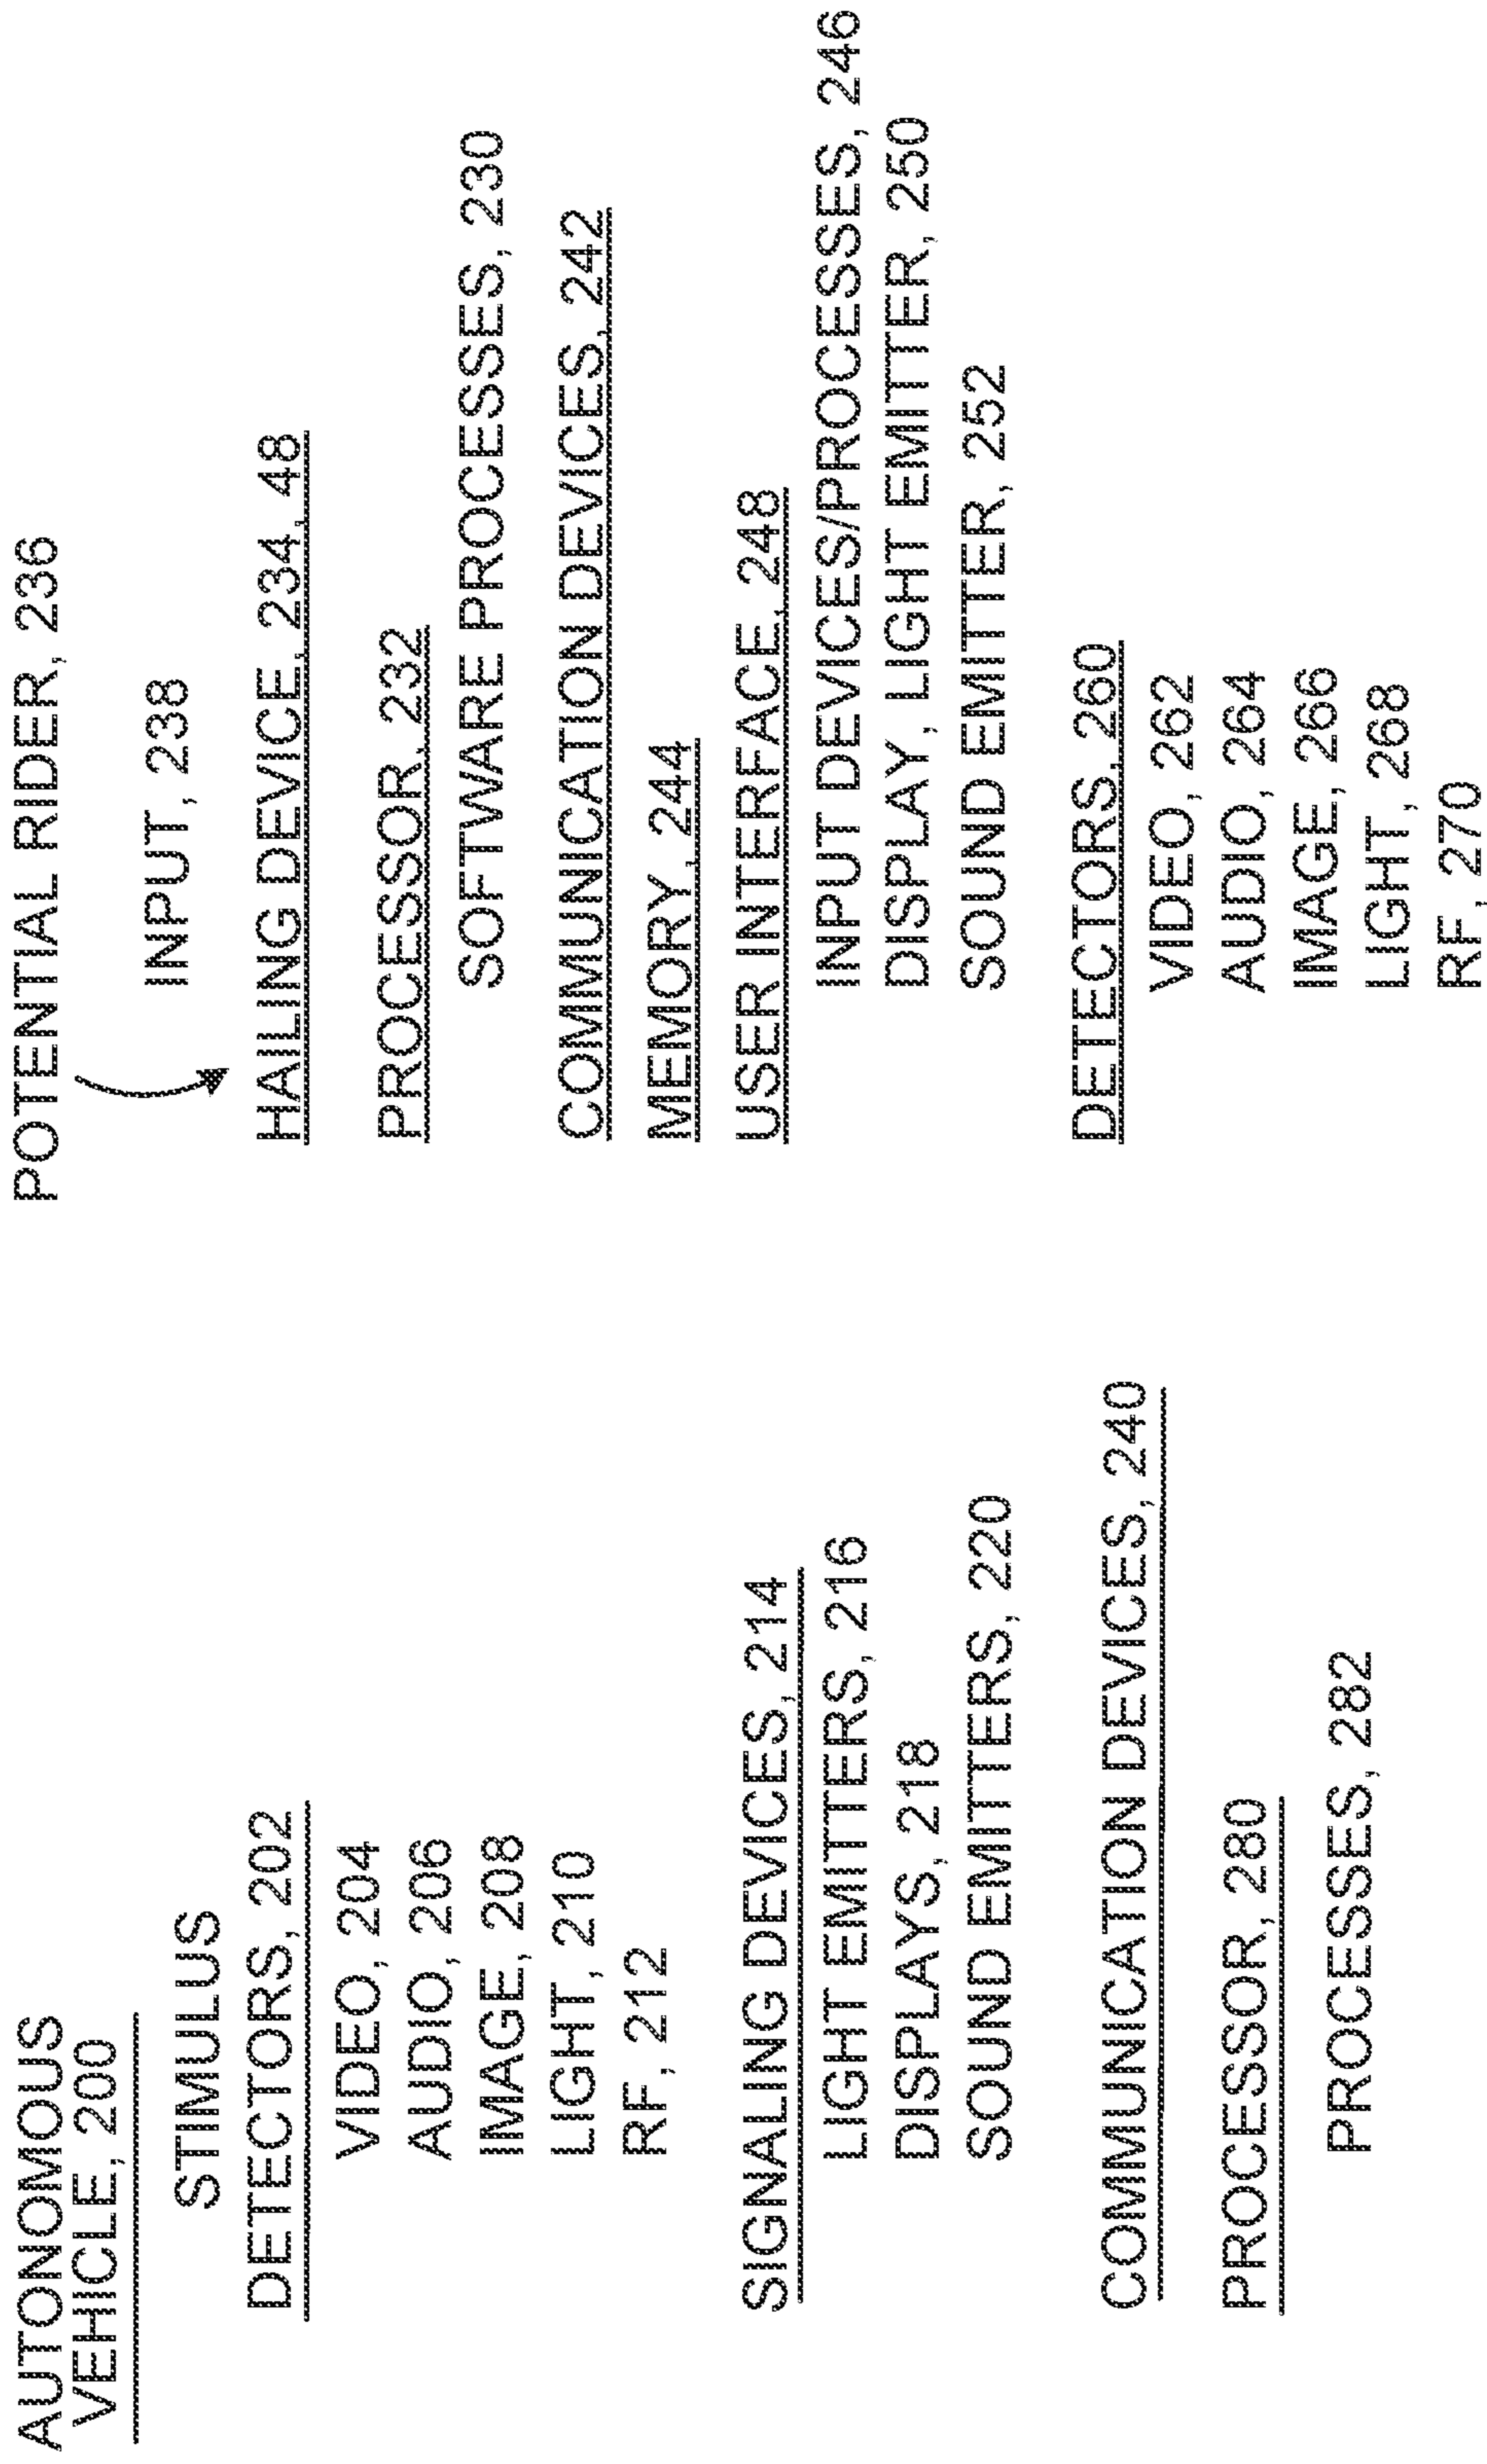 AUTONOMOUS
VEHICLE, 200
STIMULUS
DETECTORS, 202
VIDEO, 204
AUDIO, 206
IMAGE, 208
LIGHT, 210
RF, 212
SIGNALING DEVICES, 214
LIGHT EMITTERS, 216
DISPLAYS, 218
SOUND EMITTERS, 220
COMMUNICATION DEVICES, 240
PROCESSOR, 280
PROCESSES, 282
POTENTIAL RIDER, 236
INPUT, 238
HAILING DEVICE, 234, 48
PROCESSOR, 232
SOFTWARE PROCESSES, 230
COMMUNICATION DEVICES, 242
MEMORY, 244
USER INTERFACE, 248
INPUT DEVICES/PROCESSES, 246
DISPLAY, LIGHT EMITTER, 250
SOUND EMITTER, 252
DETECTORS, 260
VIDEO, 262
AUDIO, 264
IMAGE, 266
LIGHT, 268
RF, 270